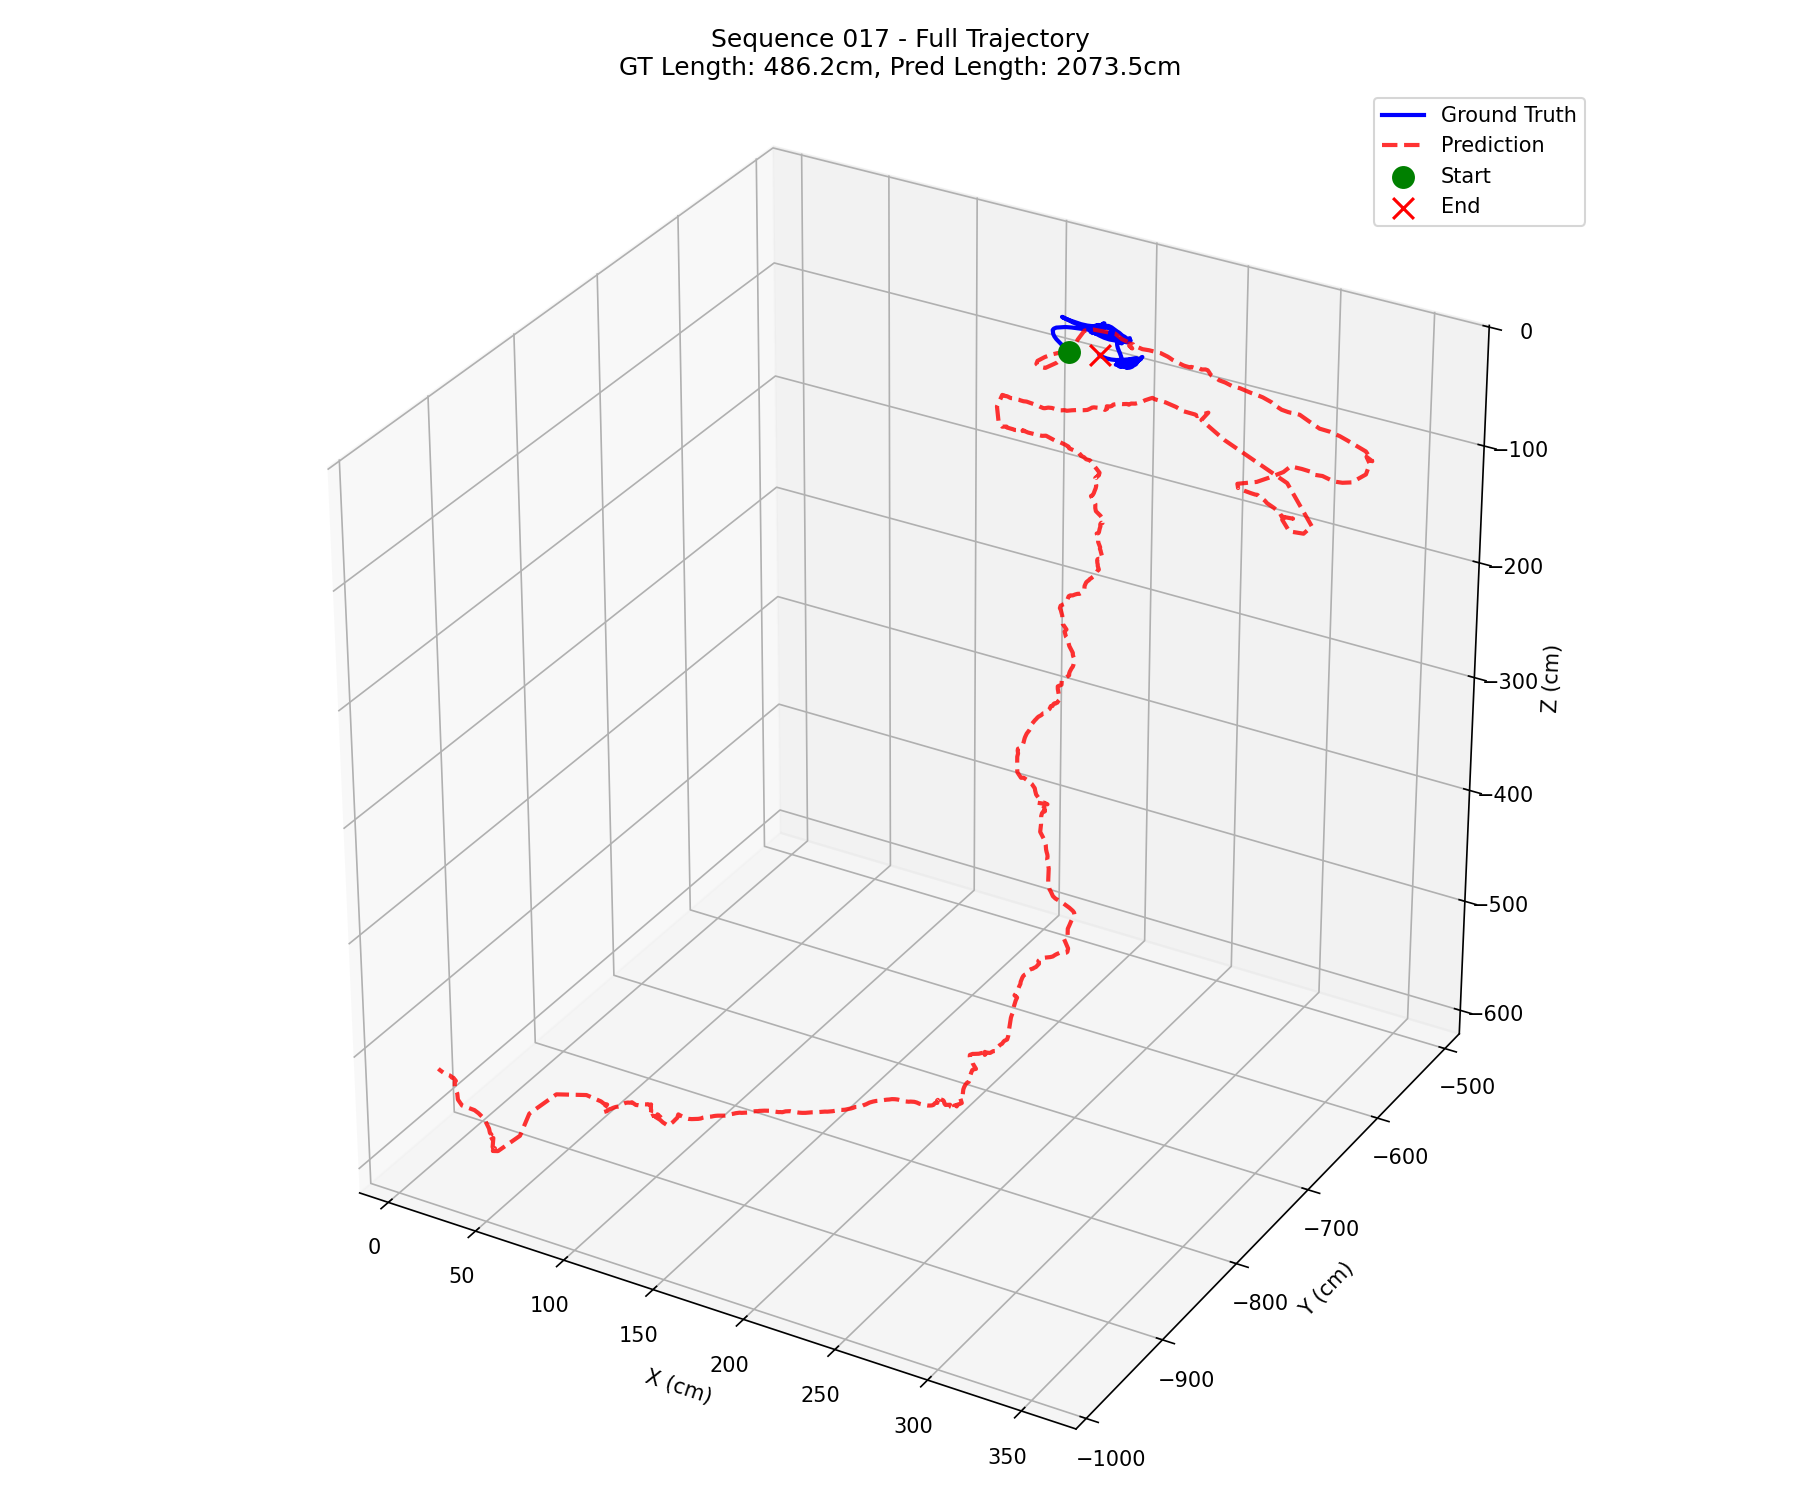 Sequence 017 - Full Trajectory
GT Length: 486.2cm, Pred Length: 2073.5cm
Ground Truth
Prediction
Start
End
0
−100
−200
−300
−400
−500
−600
Z (cm)
−500
−600
−700
−800
−900
−1000
Y (cm)
0
50
100
150
200
250
300
350
X (cm)